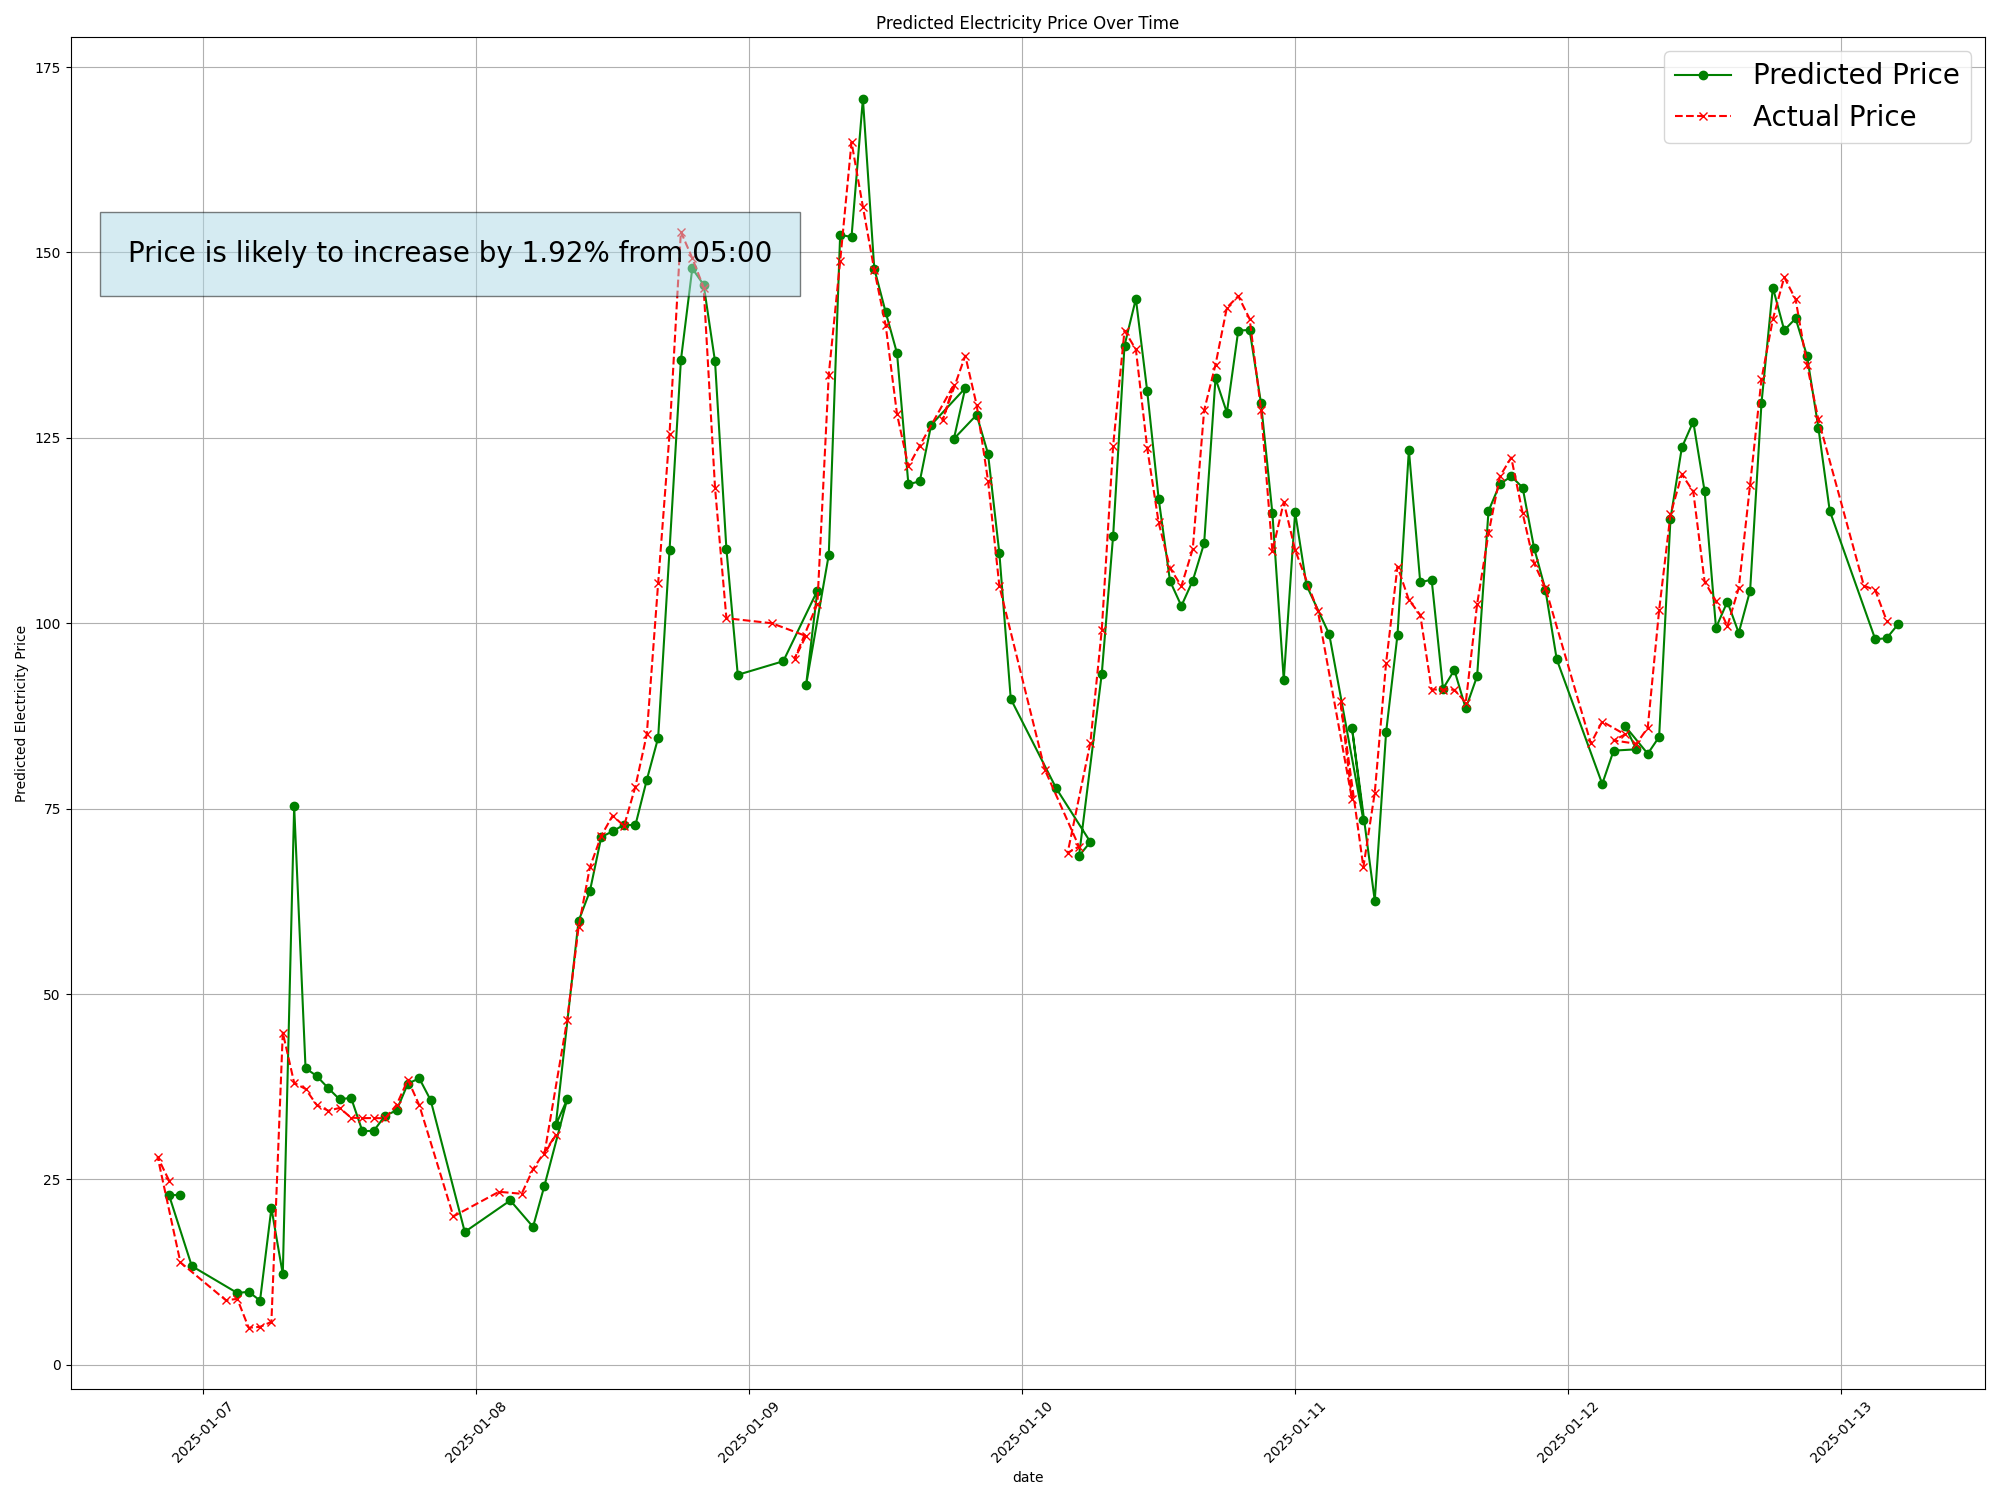 Predicted Electricity Price Over Time
Predicted Price
Actual Price
Price is likely to increase by 1.92% from 05:00
Predicted Electricity Price
175
150
125
100
75
50
25
0
2025-01-07
2025-01-08
2025-01-09
2025-01-10
2025-01-11
2025-01-12
2025-01-13
date